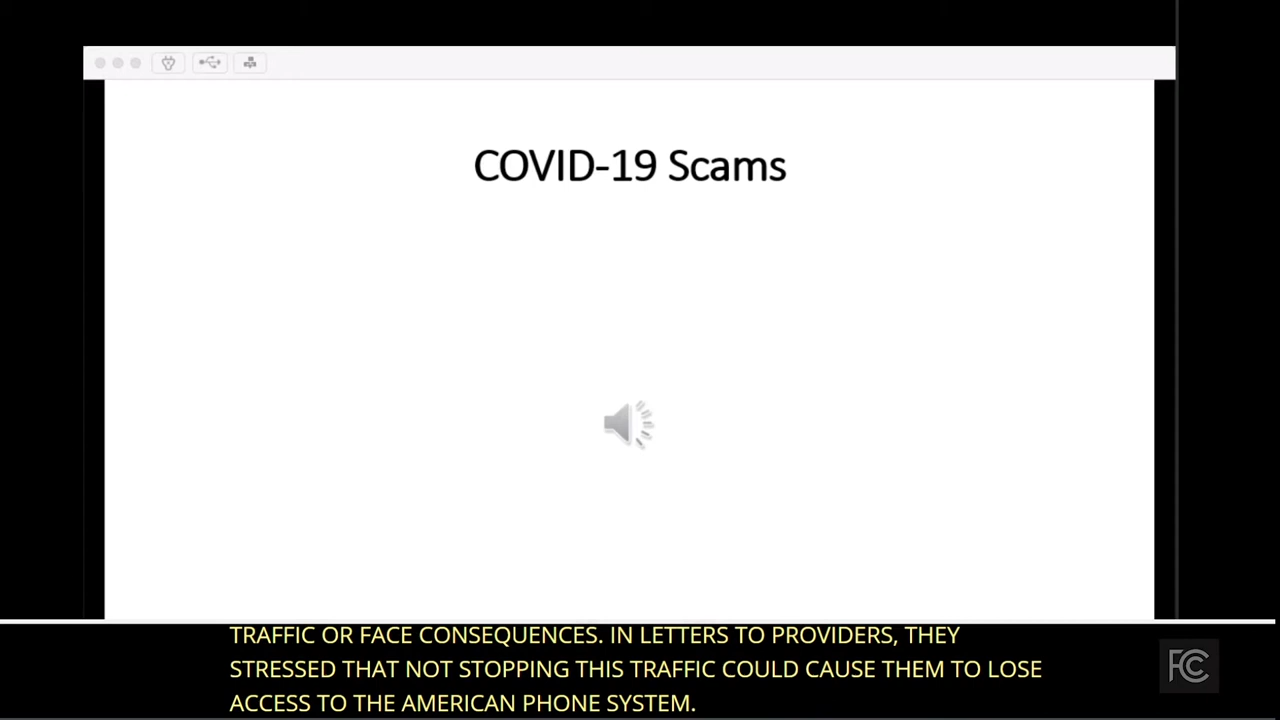 COVID-19 Scams
TRAFFIC OR FACE CONSEQUENCES. IN LETTERS TO PROVIDERS, THEY
STRESSED THAT NOT STOPPING THIS TRAFFIC COULD CAUSE THEM TO LOSE
ACCESS TO THE AMERICAN PHONE SYSTEM.
FCC